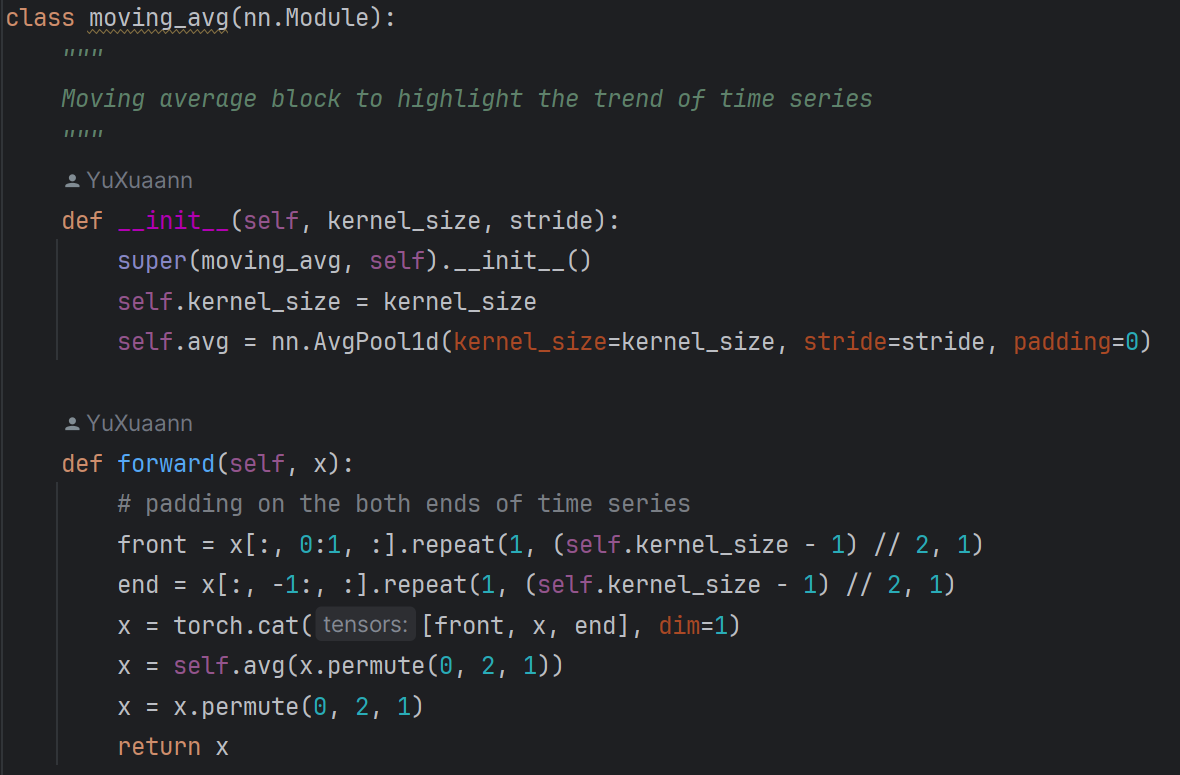 class moving_avg(nn.Module):
    """
    Moving average block to highlight the trend of time series
    """
    YuXuaann
    def __init__(self, kernel_size, stride):
        super(moving_avg, self).__init__()
        self.kernel_size = kernel_size
        self.avg = nn.AvgPool1d(kernel_size=kernel_size, stride=stride, padding=0)
    YuXuaann
    def forward(self, x):
        # padding on the both ends of time series
        front = x[:, 0:1, :].repeat(1, (self.kernel_size - 1) // 2, 1)
        end = x[:, -1:, :].repeat(1, (self.kernel_size - 1) // 2, 1)
        x = torch.cat( tensors: [front, x, end], dim=1)
        x = self.avg(x.permute(0, 2, 1))
        x = x.permute(0, 2, 1)
        return x